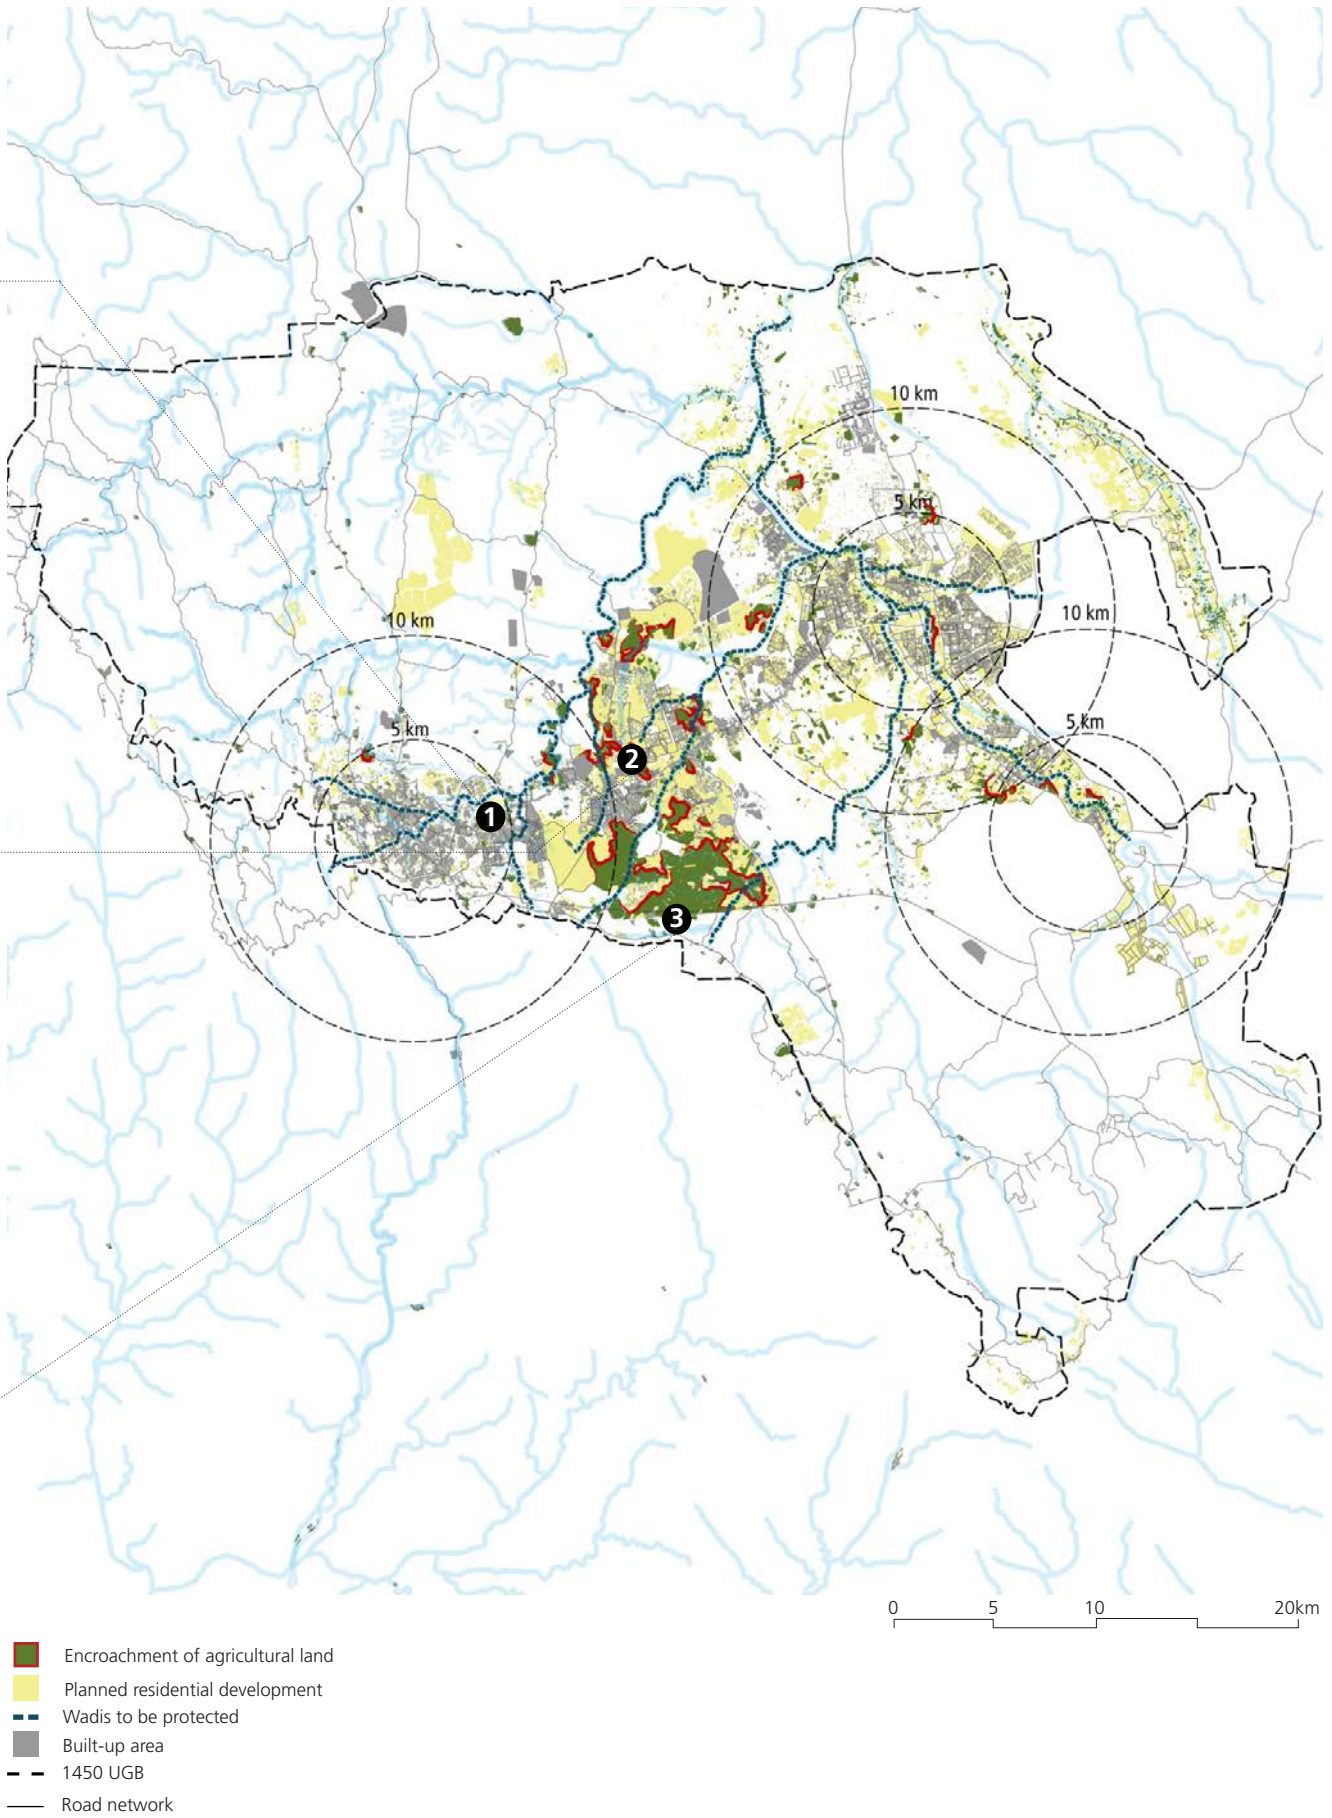 10 km
5 km
10 km
10 km
5 km
5 km
2
1
3
0 5 10 20km
Encroachment of agricultural land
Planned residential development
Wadis to be protected
Built-up area
1450 UGB
Road network